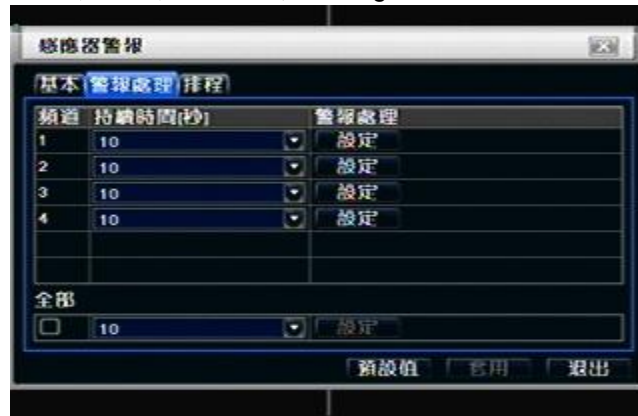 感應器警報
基本 警報處理 排程
頻道 持續時間[秒] 警報處理
1 10 設定
2 10 設定
3 10 設定
4 10 設定
全部
10 設定
預設值 套用 退出